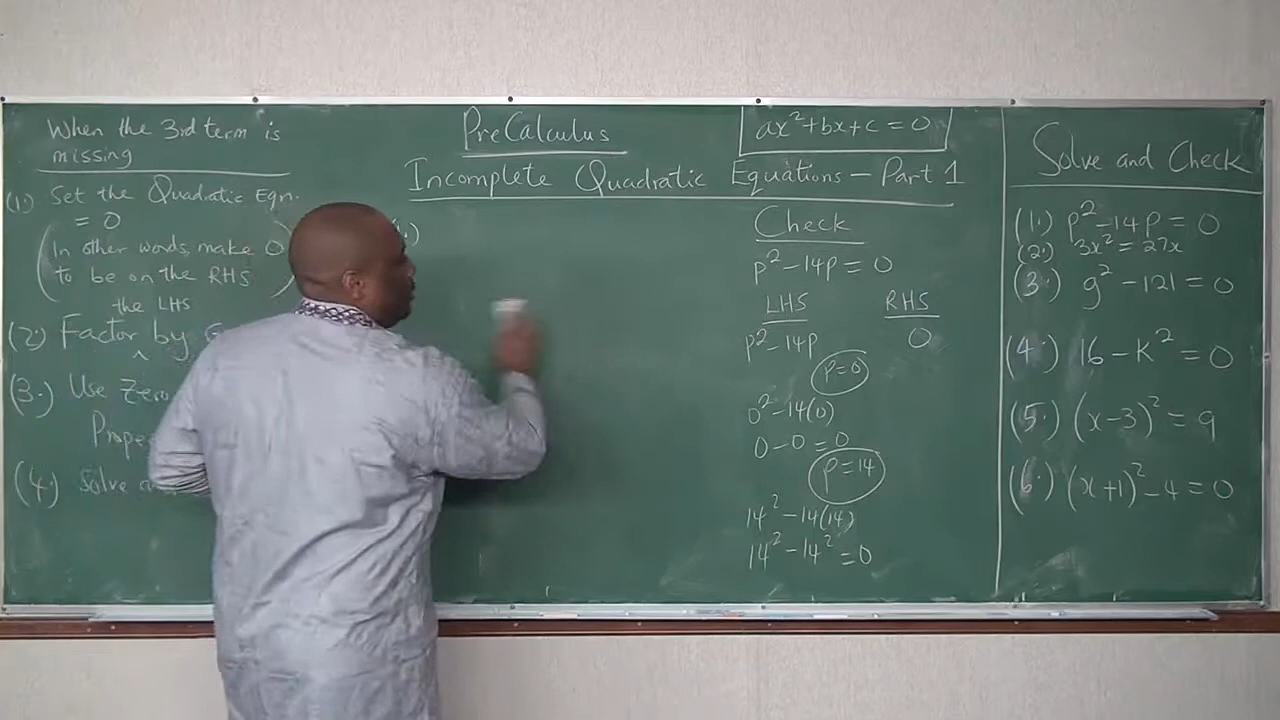 When the 3rd term is
missing
(1.) Set the Quadratic Eqn.
= 0
(In other words, make 0
to be on the RHS)
the LHS
(2.) Factor by
^
(3.) Use Zero
(4.) Solve
PreCalculus
ax²+bx+c=0
Incomplete Quadratic Equations – Part 1
Check
p²-14p=0
LHS RHS
p²-14p 0
p=0
0²-14(0)
0-0=0
p=14
14²-14(14)
14²-14²=0
Solve and Check
(1.) p²-14p=0
(2.) 3x²=27x
(3.) g²-121=0
(4.) 16-K²=0
(5.) (x-3)²=9
(6.) (x+1)²-4=0